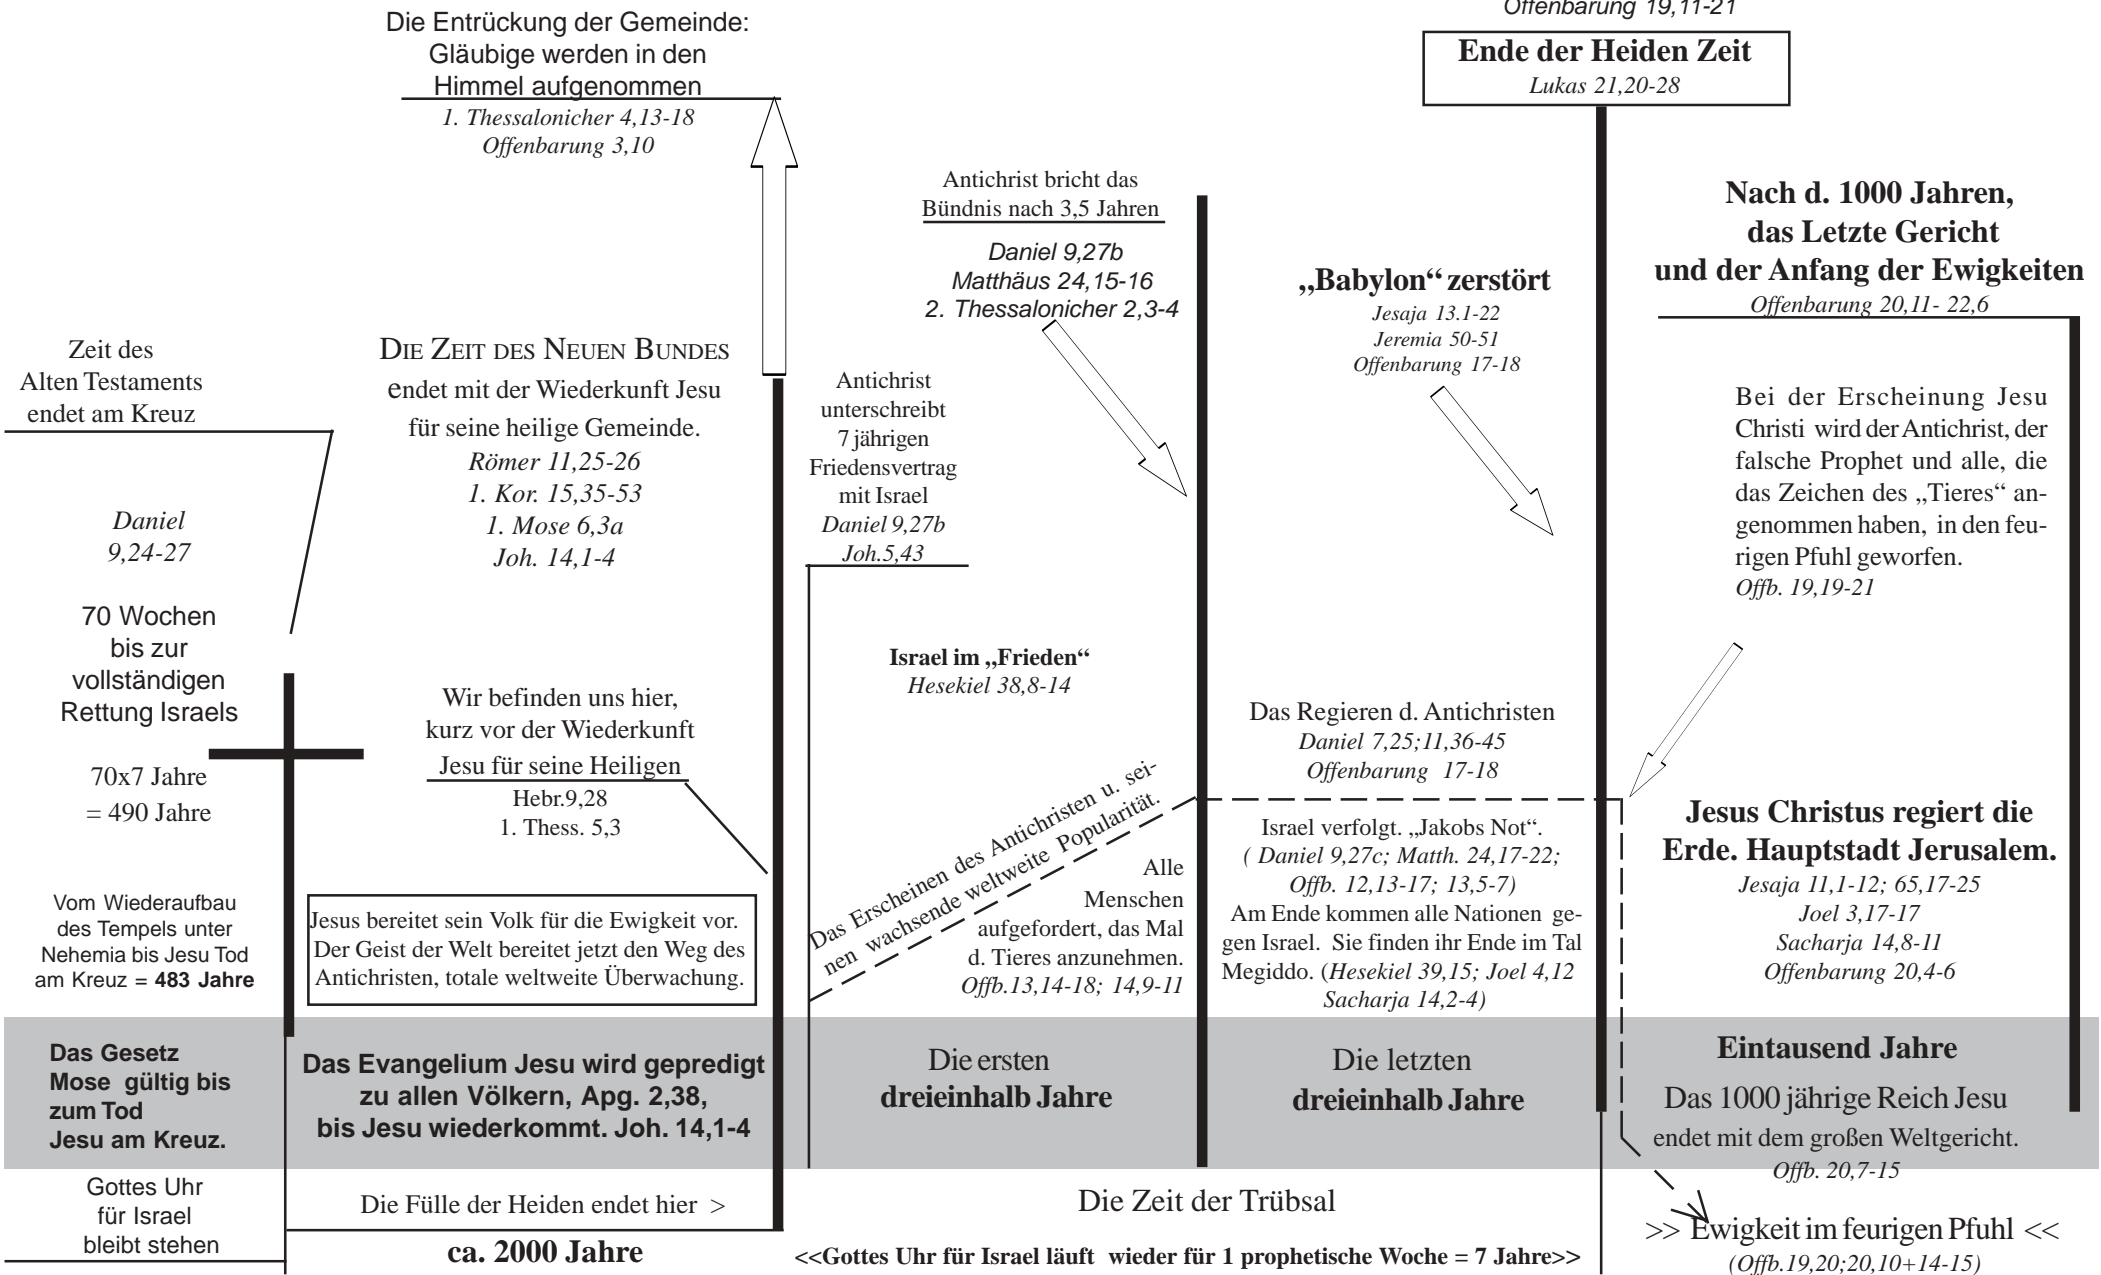 Die Entrückung der Gemeinde:
Gläubige werden in den
Himmel aufgenommen
1. Thessalonicher 4,13-18
Offenbarung 3,10
Offenbarung 19,11-21
Ende der Heiden Zeit
Lukas 21,20-28
Antichrist bricht das
Bündnis nach 3,5 Jahren
Daniel 9,27b
Matthäus 24,15-16
2. Thessalonicher 2,3-4
„Babylon“ zerstört
Jesaja 13.1-22
Jeremia 50-51
Offenbarung 17-18
Nach d. 1000 Jahren,
das Letzte Gericht
und der Anfang der Ewigkeiten
Offenbarung 20,11- 22,6
Zeit des
Alten Testaments
endet am Kreuz
Daniel
9,24-27
70 Wochen
bis zur
vollständigen
Rettung Israels
70x7 Jahre
= 490 Jahre
Vom Wiederaufbau
des Tempels unter
Nehemia bis Jesu Tod
am Kreuz = 483 Jahre
DIE ZEIT DES NEUEN BUNDES
endet mit der Wiederkunft Jesu
für seine heilige Gemeinde.
Römer 11,25-26
1. Kor. 15,35-53
1. Mose 6,3a
Joh. 14,1-4
Wir befinden uns hier,
kurz vor der Wiederkunft
Jesu für seine Heiligen
Hebr.9,28
1. Thess. 5,3
Jesus bereitet sein Volk für die Ewigkeit vor.
Der Geist der Welt bereitet jetzt den Weg des
Antichristen, totale weltweite Überwachung.
Antichrist
unterschreibt
7 jährigen
Friedensvertrag
mit Israel
Daniel 9,27b
Joh.5,43
Israel im „Frieden“
Hesekiel 38,8-14
Das Erscheinen des Antichristen u. sei-
nen wachsende weltweite Popularität.
Alle
Menschen
aufgefordert, das Mal
d. Tieres anzunehmen.
Offb.13,14-18; 14,9-11
Das Regieren d. Antichristen
Daniel 7,25;11,36-45
Offenbarung 17-18
Israel verfolgt. „Jakobs Not“.
( Daniel 9,27c; Matth. 24,17-22;
Offb. 12,13-17; 13,5-7)
Am Ende kommen alle Nationen ge-
gen Israel. Sie finden ihr Ende im Tal
Megiddo. (Hesekiel 39,15; Joel 4,12
Sacharja 14,2-4)
Bei der Erscheinung Jesu
Christi wird der Antichrist, der
falsche Prophet und alle, die
das Zeichen des „Tieres“ an-
genommen haben, in den feu-
rigen Pfuhl geworfen.
Offb. 19,19-21
Jesus Christus regiert die
Erde. Hauptstadt Jerusalem.
Jesaja 11,1-12; 65,17-25
Joel 3,17-17
Sacharja 14,8-11
Offenbarung 20,4-6
Das Gesetz
Mose gültig bis
zum Tod
Jesu am Kreuz.
Das Evangelium Jesu wird gepredigt
zu allen Völkern, Apg. 2,38,
bis Jesu wiederkommt. Joh. 14,1-4
Die ersten
dreieinhalb Jahre
Die letzten
dreieinhalb Jahre
Eintausend Jahre
Das 1000 jährige Reich Jesu
endet mit dem großen Weltgericht.
Offb. 20,7-15
Gottes Uhr
für Israel
bleibt stehen
Die Fülle der Heiden endet hier >
ca. 2000 Jahre
Die Zeit der Trübsal
<<Gottes Uhr für Israel läuft wieder für 1 prophetische Woche = 7 Jahre>>
>> Ewigkeit im feurigen Pfuhl <<
(Offb.19,20;20,10+14-15)